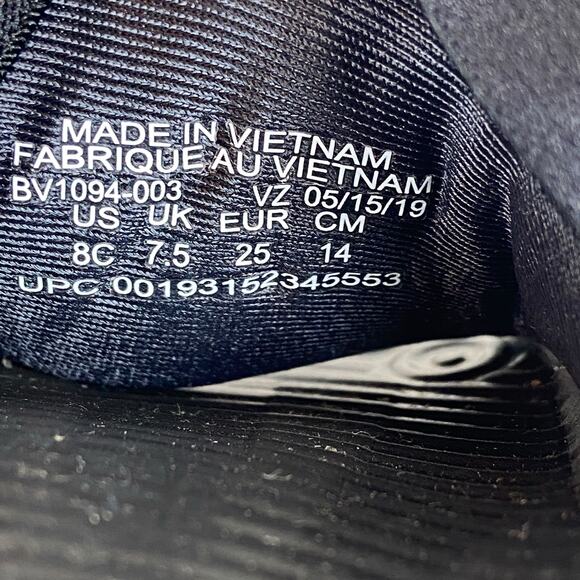 MADE IN VIETNAM
FABRIQUE AU VIETNAM
BV1094-003 VZ 05/15/19
US UK EUR CM
8C 7.5 25 14
UPC 00193152345553